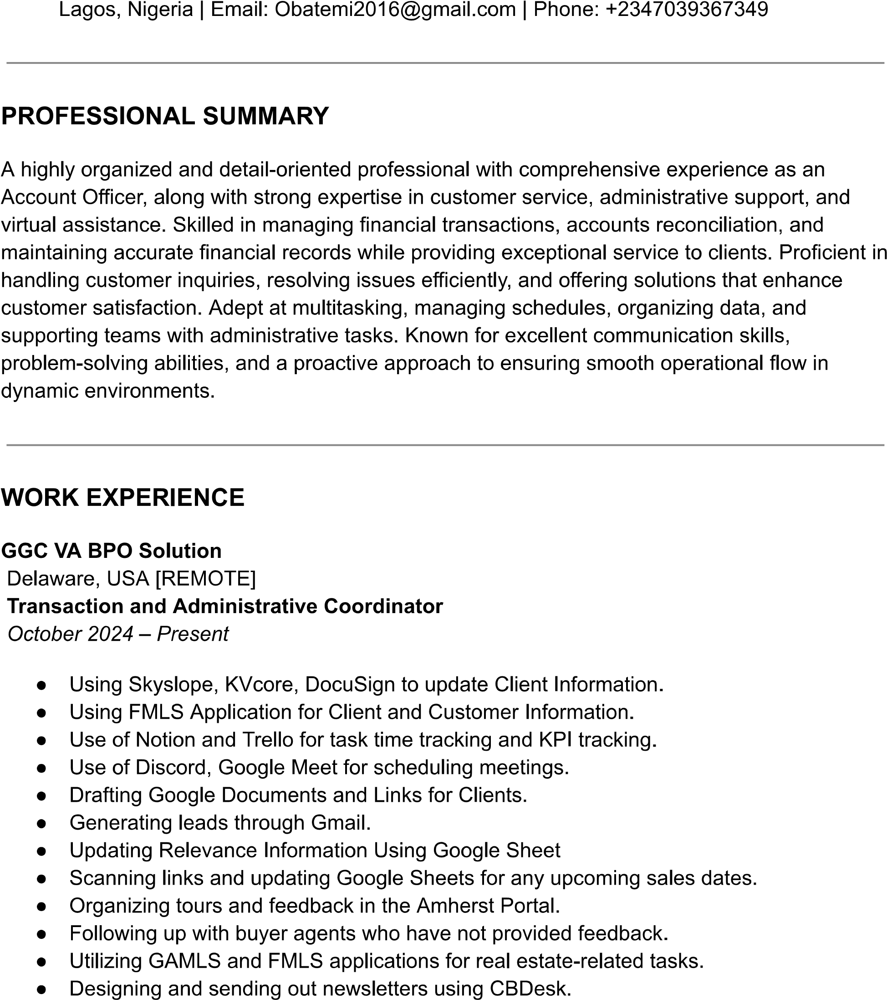 Lagos, Nigeria | Email: Obatemi2016@gmail.com | Phone: +2347039367349
PROFESSIONAL SUMMARY
A highly organized and detail-oriented professional with comprehensive experience as an
Account Officer, along with strong expertise in customer service, administrative support, and
virtual assistance. Skilled in managing financial transactions, accounts reconciliation, and
maintaining accurate financial records while providing exceptional service to clients. Proficient in
handling customer inquiries, resolving issues efficiently, and offering solutions that enhance
customer satisfaction. Adept at multitasking, managing schedules, organizing data, and
supporting teams with administrative tasks. Known for excellent communication skills,
problem-solving abilities, and a proactive approach to ensuring smooth operational flow in
dynamic environments.
WORK EXPERIENCE
GGC VA BPO Solution
Delaware, USA [REMOTE]
Transaction and Administrative Coordinator
October 2024 – Present
● Using Skyslope, KVcore, DocuSign to update Client Information.
● Using FMLS Application for Client and Customer Information.
● Use of Notion and Trello for task time tracking and KPI tracking.
● Use of Discord, Google Meet for scheduling meetings.
● Drafting Google Documents and Links for Clients.
● Generating leads through Gmail.
● Updating Relevance Information Using Google Sheet
● Scanning links and updating Google Sheets for any upcoming sales dates.
● Organizing tours and feedback in the Amherst Portal.
● Following up with buyer agents who have not provided feedback.
● Utilizing GAMLS and FMLS applications for real estate-related tasks.
● Designing and sending out newsletters using CBDesk.